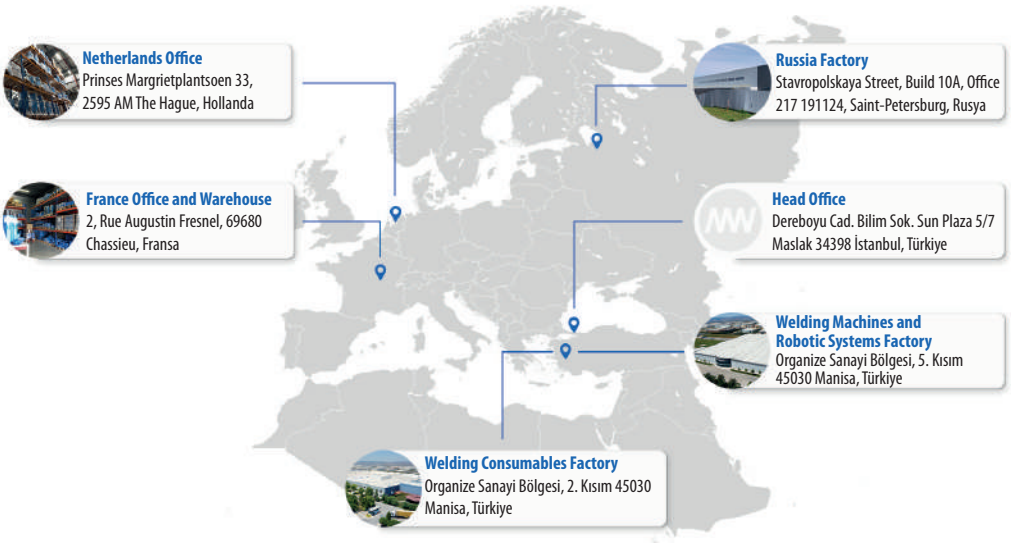 Netherlands Office
Prinses Margrietplantsoen 33,
2595 AM The Hague, Hollanda
Russia Factory
Stavropolskaya Street, Build 10A, Office
217 191124, Saint-Petersburg, Rusya
France Office and Warehouse
2, Rue Augustin Fresnel, 69680
Chassieu, Fransa
Head Office
Dereboyu Cad. Bilim Sok. Sun Plaza 5/7
Maslak 34398 İstanbul, Türkiye
Welding Machines and
Robotic Systems Factory
Organize Sanayi Bölgesi, 5. Kısım
45030 Manisa, Türkiye
Welding Consumables Factory
Organize Sanayi Bölgesi, 2. Kısım 45030
Manisa, Türkiye